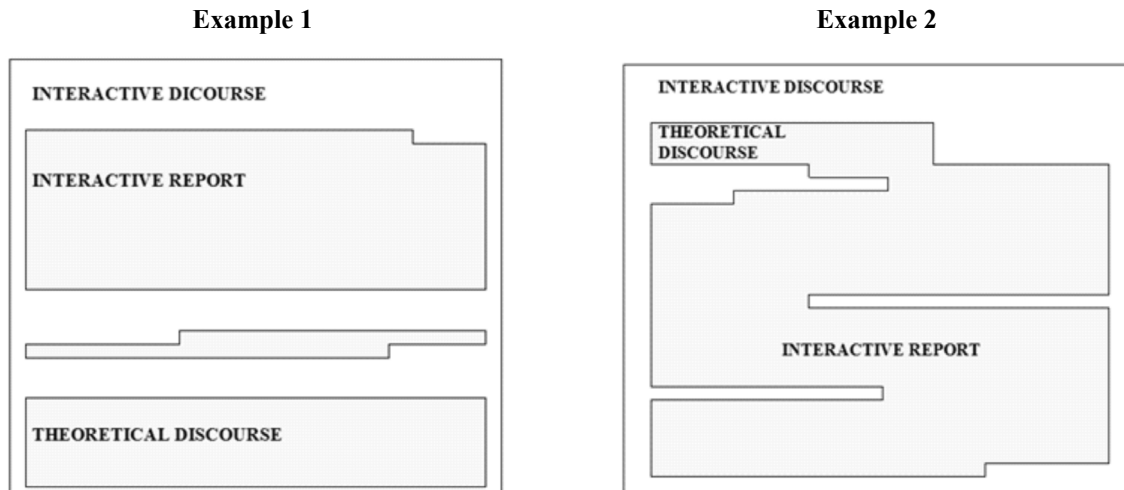 Example 1
INTERACTIVE DICOURSE
INTERACTIVE REPORT
THEORETICAL DISCOURSE
Example 2
INTERACTIVE DISCOURSE
THEORETICAL
DISCOURSE
INTERACTIVE REPORT